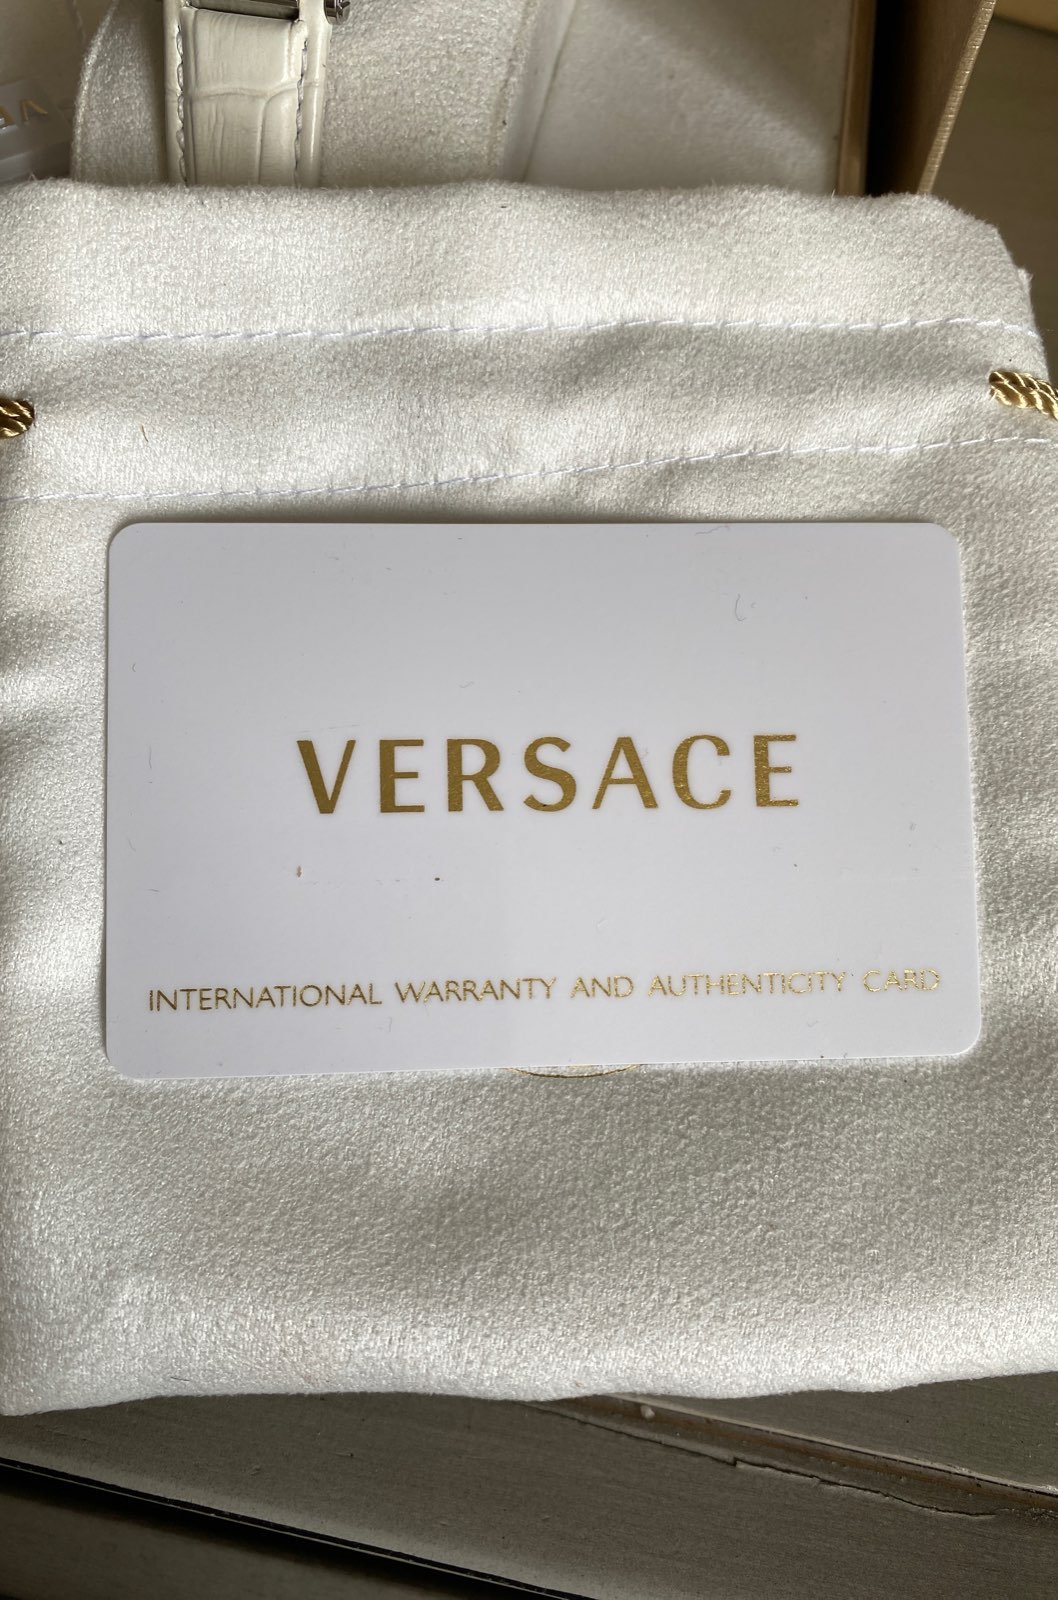 VERSACE
INTERNATIONAL WARRANTY AND AUTHENTICITY CARD